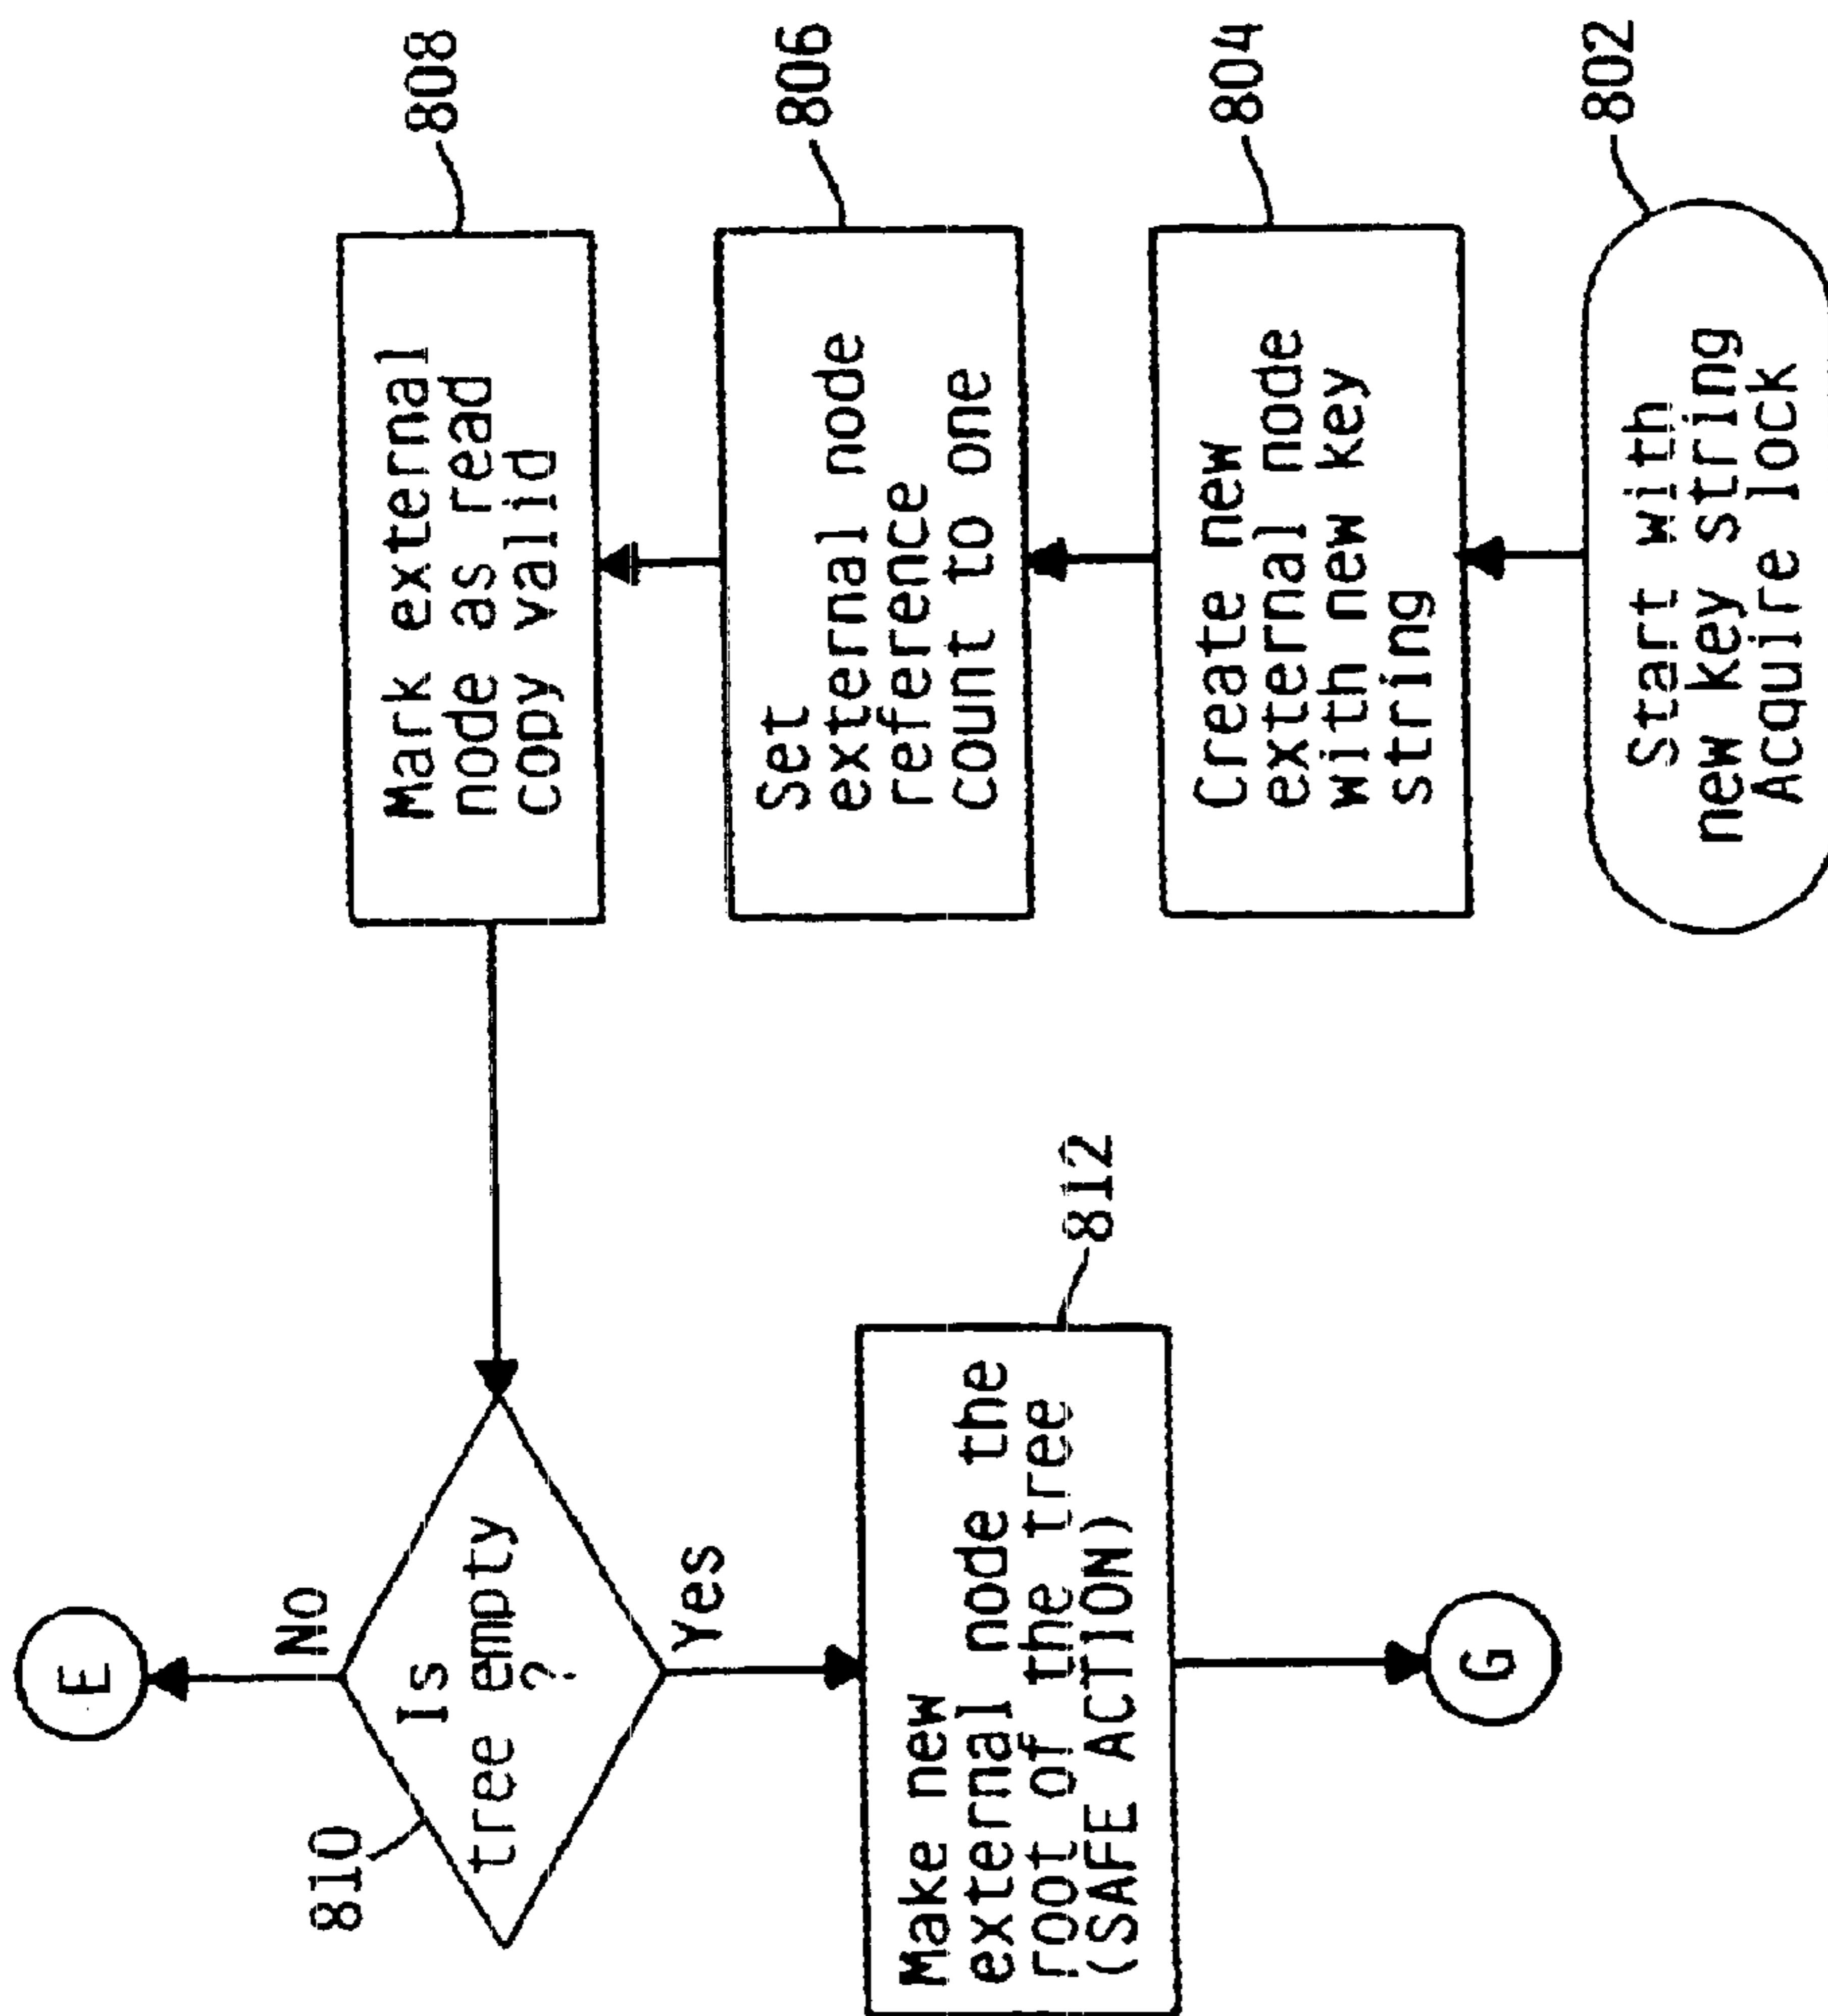 802
Start with
new key string
Acquire lock
804
Create new
external node
with new key
string
806
Set
external node
reference
count to one
808
Mark external
node as read
copy valid
810
Is
tree empty
?
No
E
Yes
812
Make new
external node the
root of the tree
(SAFE ACTION)
G